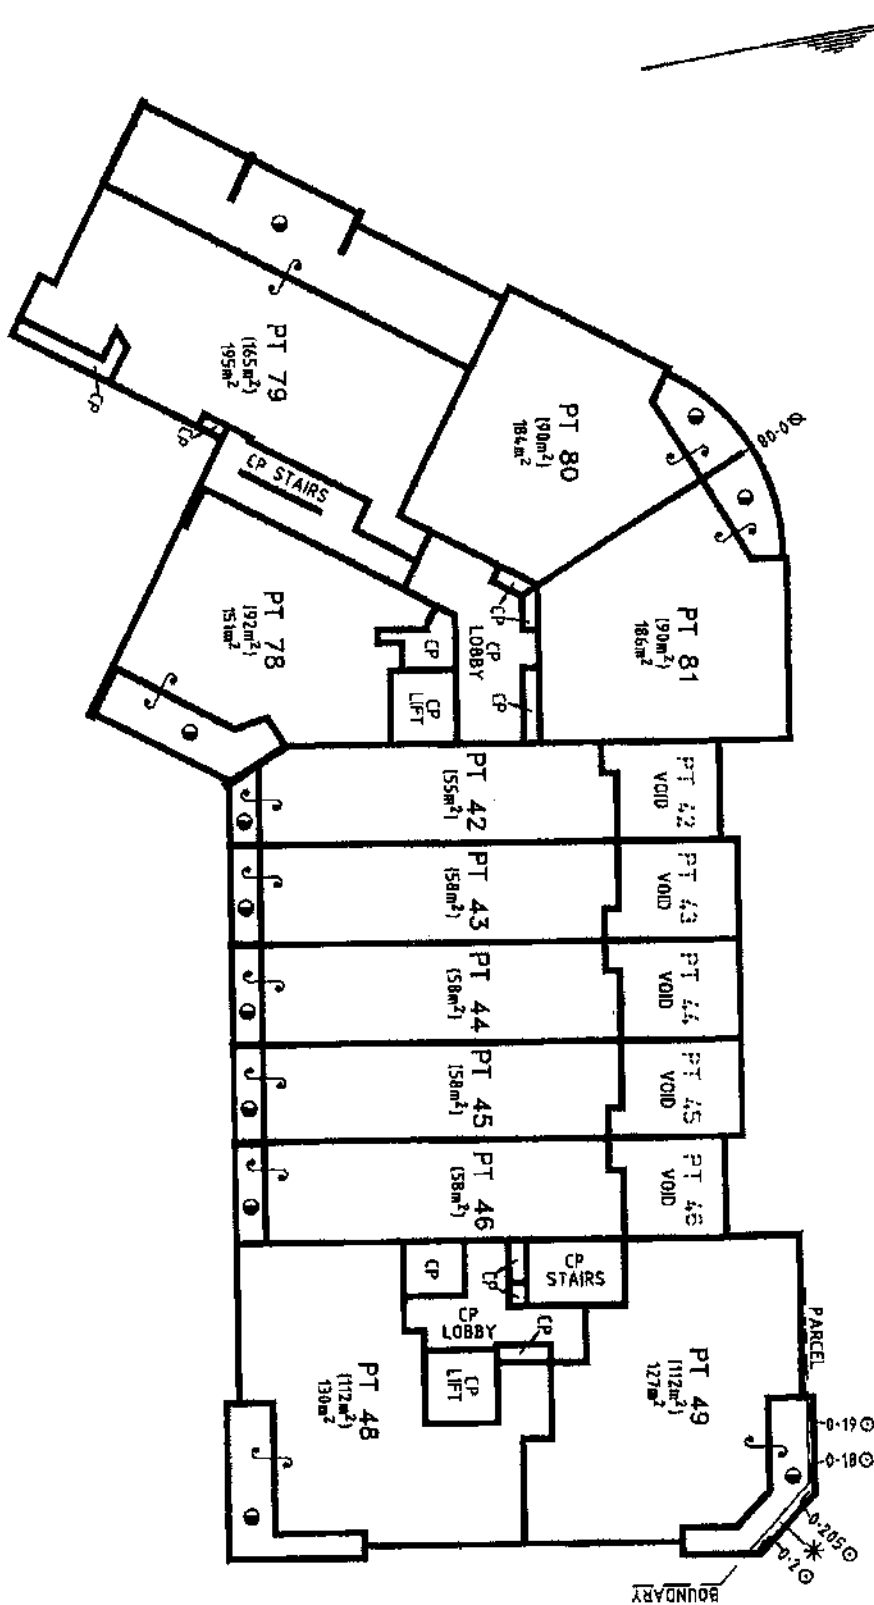 PT 79
(165m²)
195m²
CP
CP
CP STAIRS
PT 80
(90m²)
184m²
80·0Ø
PT 78
(92m²)
151m²
CP
CP
LOBBY
CP
CP
CP
LIFT
PT 81
(90m²)
186m²
PT 42
(55m²)
PT 42
VOID
PT 43
(58m²)
PT 43
VOID
PT 44
(58m²)
PT 44
VOID
PT 45
(58m²)
PT 45
VOID
PT 46
(58m²)
PT 46
VOID
CP
CP
CP
STAIRS
CP
LOBBY
CP
CP
LIFT
PT 48
(112m²)
130m²
PT 49
(112m²)
127m²
PARCEL
0·19
0·18
0·205
0·2
BOUNDARY